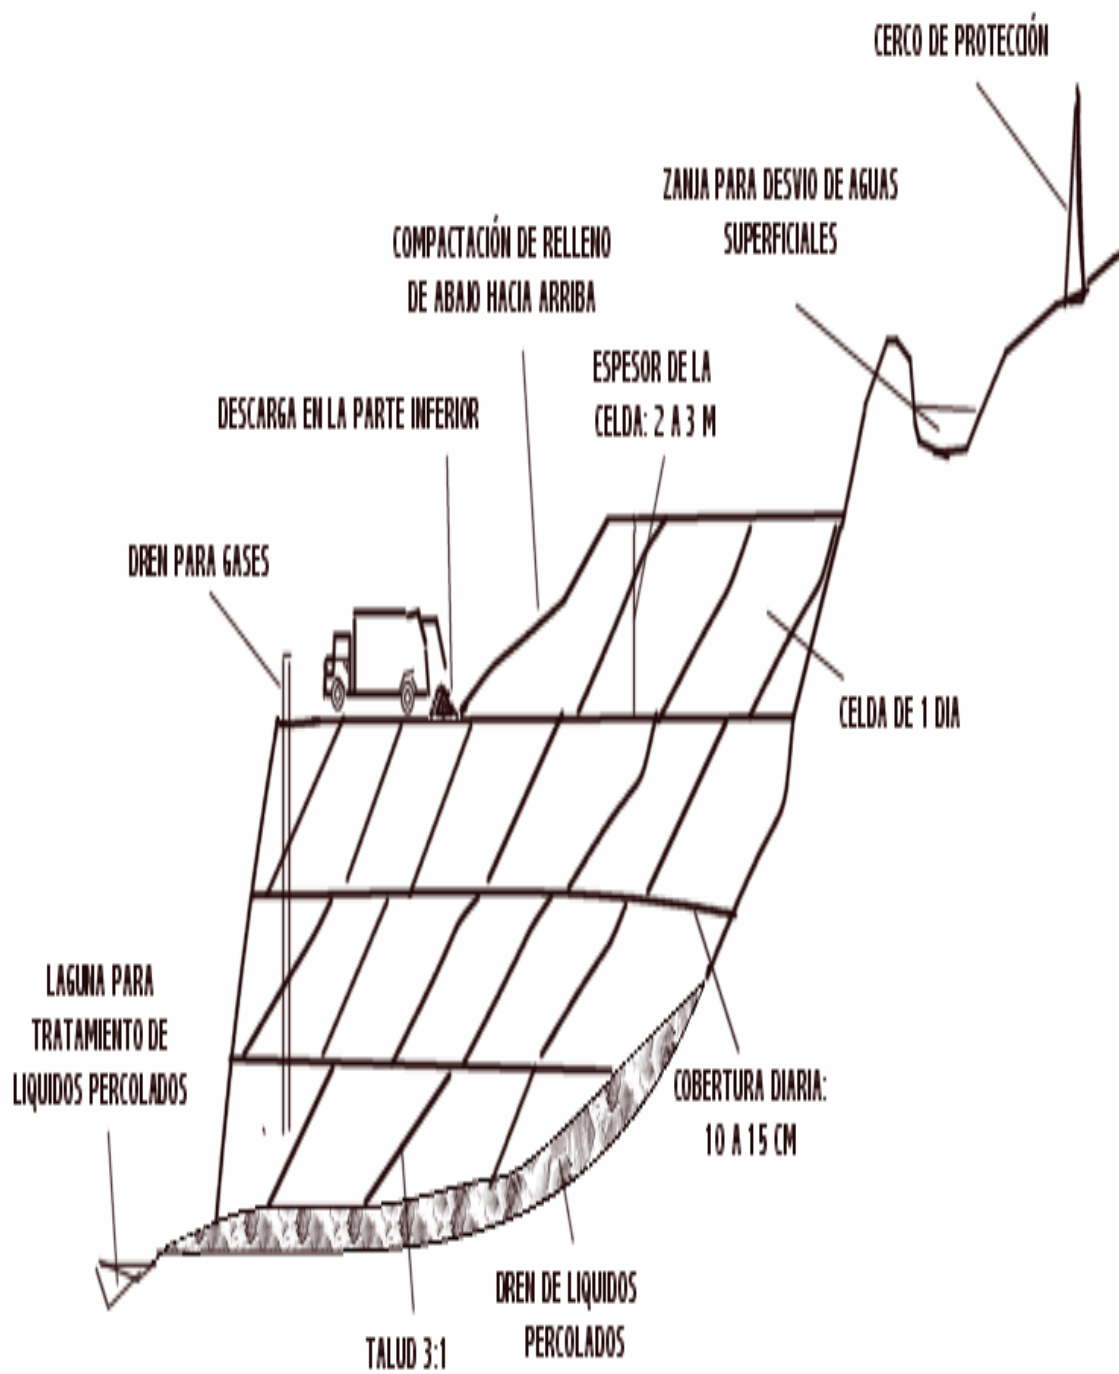 CERCO DE PROTECCIÓN
ZANJA PARA DESVIO DE AGUAS
SUPERFICIALES
COMPACTACIÓN DE RELLENO
DE ABAJO HACIA ARRIBA
ESPESOR DE LA
CELDA: 2 A 3 M
DESCARGA EN LA PARTE INFERIOR
DREN PARA GASES
CELDA DE 1 DIA
LAGUNA PARA
TRATAMIENTO DE
LIQUIDOS PERCOLADOS
COBERTURA DIARIA:
10 A 15 CM
DREN DE LIQUIDOS
PERCOLADOS
TALUD 3:1